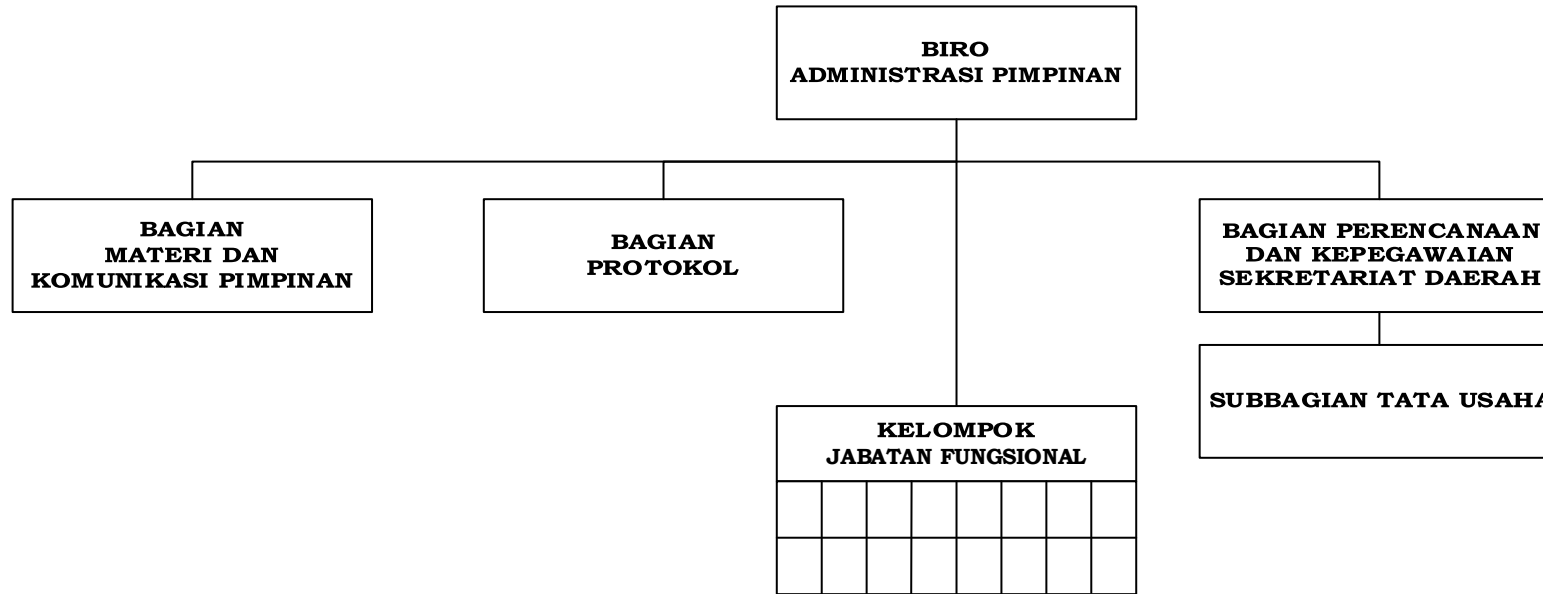 BIRO
ADMINISTRASI PIMPINAN
BAGIAN
MATERI DAN
KOMUNIKASI PIMPINAN
BAGIAN
PROTOKOL
BAGIAN PERENCANAAN
DAN KEPEGAWAIAN
SEKRETARIAT DAERAH
SUBBAGIAN TATA USAHA
KELOMPOK
JABATAN FUNGSIONAL